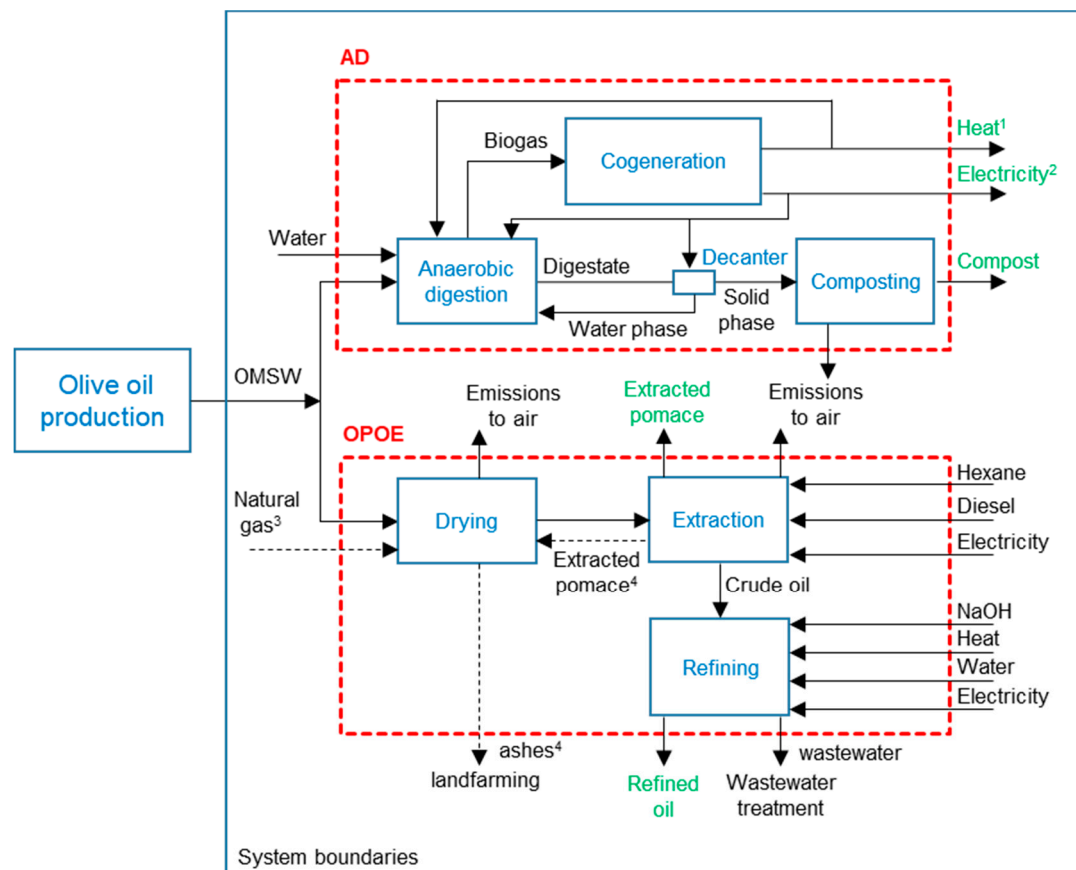 AD
Heat¹
Biogas
Cogeneration
Electricity²
Water
Anaerobic
digestion
Digestate
Decanter
Composting
Compost
Solid
phase
Water phase
Olive oil
production
OMSW
Emissions
to air
Extracted
pomace
Emissions
to air
OPOE
Hexane
Natural
gas³
Drying
Extraction
Diesel
Extracted
pomace⁴
Electricity
Crude oil
NaOH
Heat
Refining
Water
Electricity
ashes⁴
landfarming
wastewater
Refined
oil
Wastewater
treatment
System boundaries